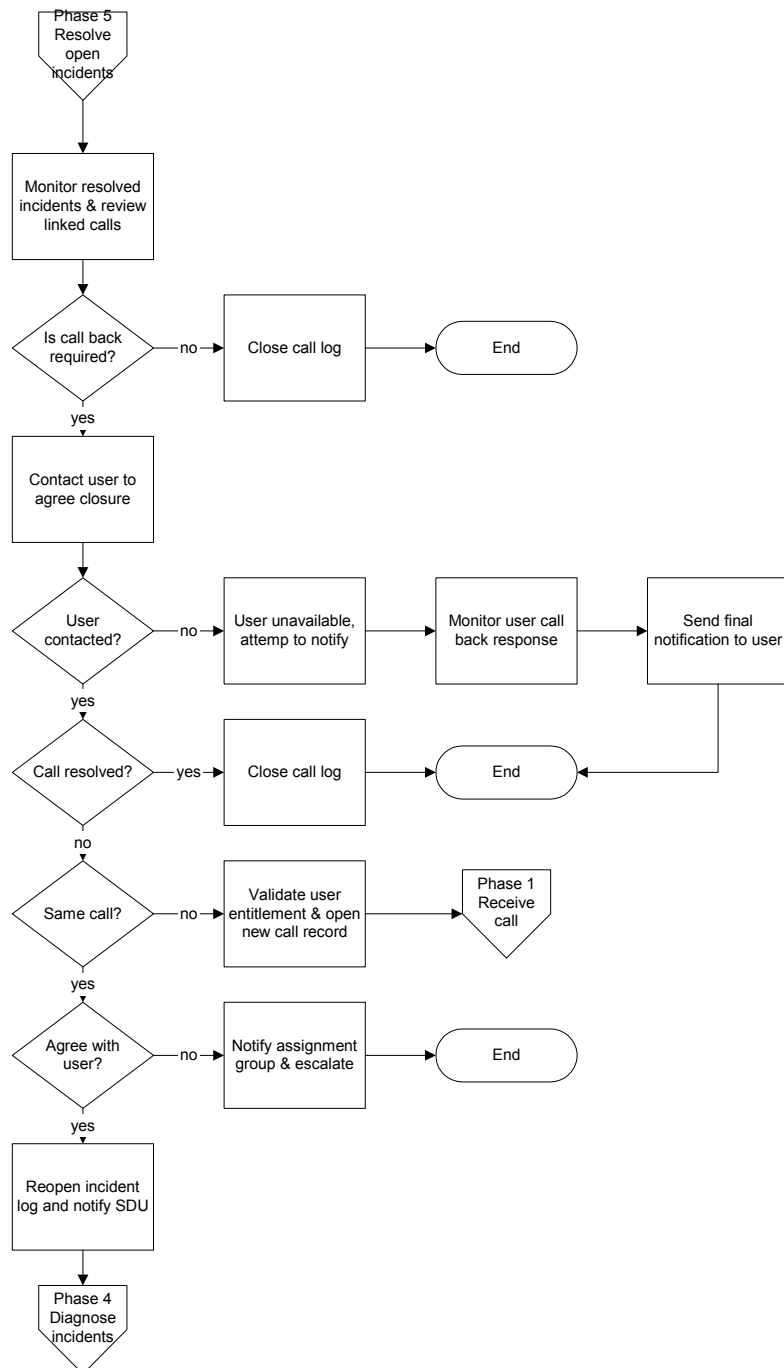 Phase 5
Resolve
open
incidents
Monitor resolved
incidents & review
linked calls
Is call back
required?
no
Close call log
End
yes
Contact user to
agree closure
User
contacted?
no
User unavailable,
attemp to notify
Monitor user call
back response
Send final
notification to user
yes
Call resolved?
yes
Close call log
End
no
Same call?
no
Validate user
entitlement & open
new call record
Phase 1
Receive
call
yes
Agree with
user?
no
Notify assignment
group & escalate
End
yes
Reopen incident
log and notify SDU
Phase 4
Diagnose
incidents